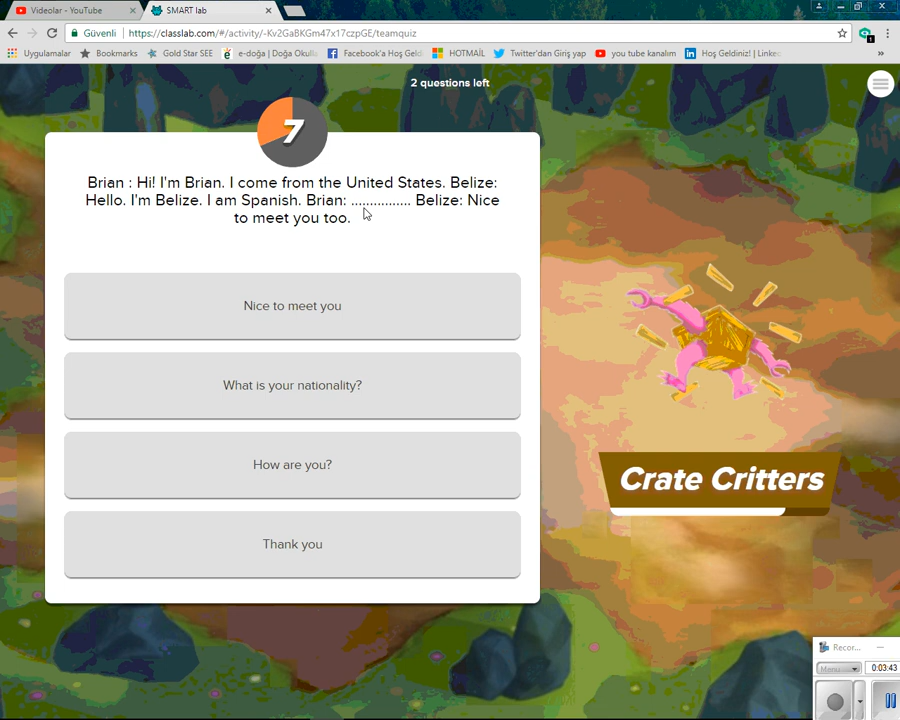 Videolar - YouTube
SMART lab
Güvenli
https://classlab.com/#/activity/-Kv2GaBKGm47x17czpGE/teamquiz
Uygulamalar
Bookmarks
Gold Star SEE
e-doğa | Doğa Okull
Facebook'a Hoş Geld
HOTMAİL
Twitter'dan Giriş yap
you tube kanalım
Hoş Geldiniz! | Linke
»
2 questions left
7
Brian : Hi! I'm Brian. I come from the United States. Belize:
Hello. I'm Belize. I am Spanish. Brian: ............... Belize: Nice
to meet you too.
Nice to meet you
What is your nationality?
How are you?
Thank you
Crate Critters
Recor...
Menu
0:03:43